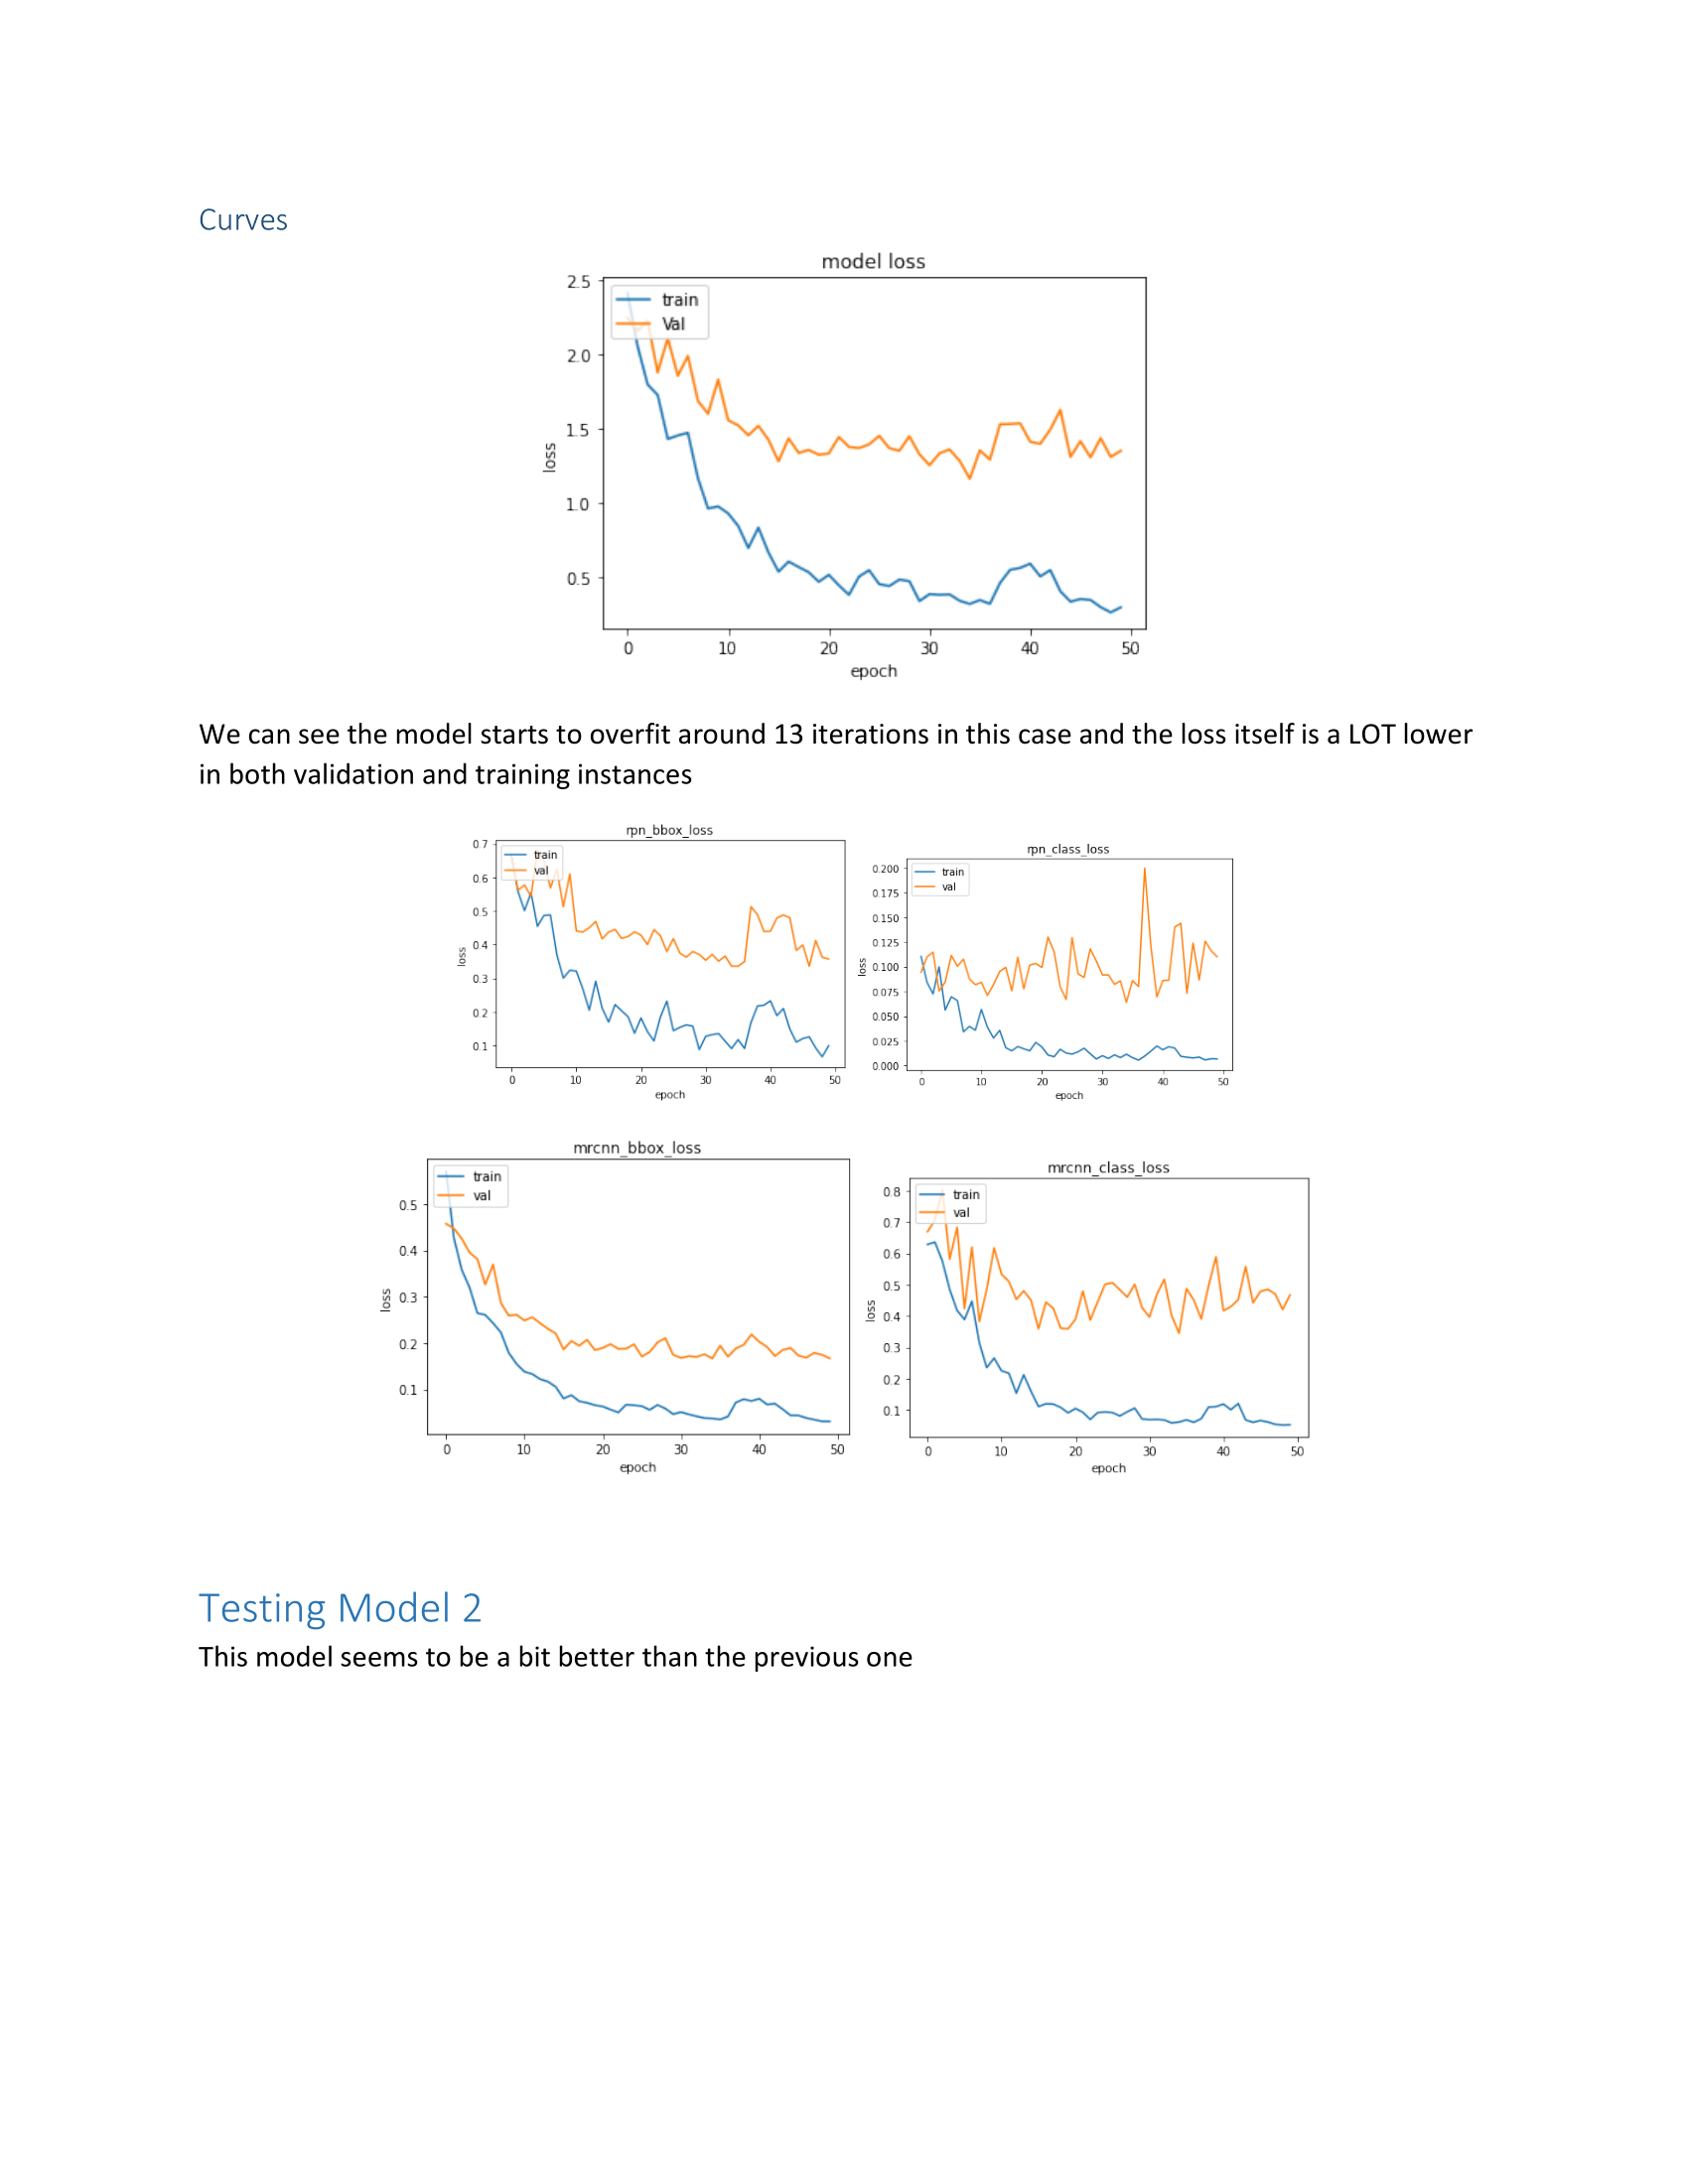 Curves
model loss
2.5
2.0
1.5
1.0
0.5
loss
train
Val
0 10 20 30 40 50
epoch
We can see the model starts to overfit around 13 iterations in this case and the loss itself is a LOT lower
in both validation and training instances
rpn_bbox_loss
0.7
0.6
0.5
0.4
0.3
0.2
0.1
loss
train
val
0 10 20 30 40 50
epoch
rpn_class_loss
0.200
0.175
0.150
0.125
0.100
0.075
0.050
0.025
0.000
loss
train
val
0 10 20 30 40 50
epoch
mrcnn_bbox_loss
0.5
0.4
0.3
0.2
0.1
loss
train
val
0 10 20 30 40 50
epoch
mrcnn_class_loss
0.8
0.7
0.6
0.5
0.4
0.3
0.2
0.1
loss
train
val
0 10 20 30 40 50
epoch
Testing Model 2
This model seems to be a bit better than the previous one